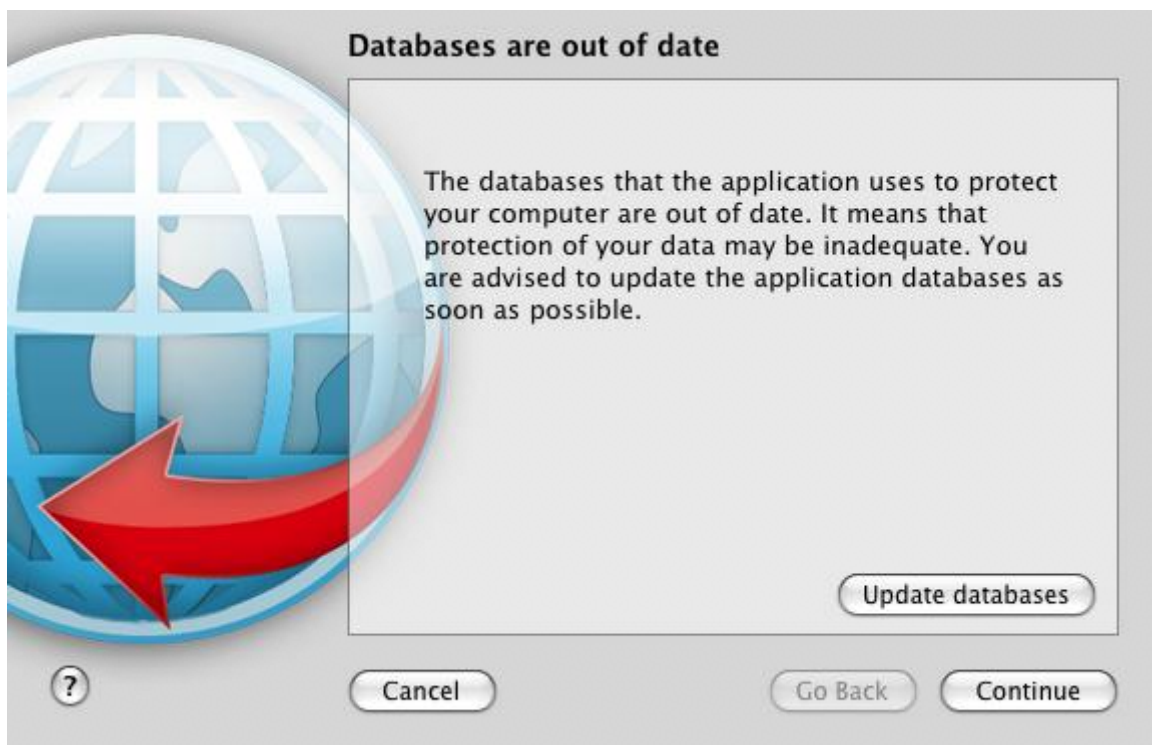 Databases are out of date
The databases that the application uses to protect
your computer are out of date. It means that
protection of your data may be inadequate. You
are advised to update the application databases as
soon as possible.
Update databases
?
Cancel
Go Back
Continue